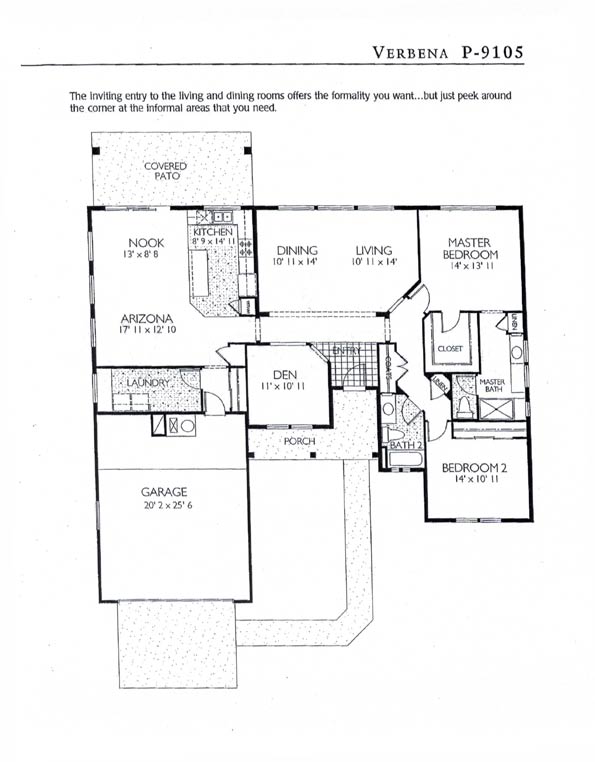 VERBENA P-9105
The inviting entry to the living and dining rooms offers the formality you want...but just peek around
the corner at the informal areas that you need.
COVERED
PATO
NOOK
13' x 8' 8
KITCHEN
8' 9 x 14' 11
DINING
10' 11 x 14'
LIVING
10' 11 x 14'
MASTER
BEDROOM
14' x 13' 11
ARIZONA
17' 11 x 12' 10
LINEN
CLOSET
ENTRY
COATS
DEN
11' x 10' 11
LAUNDRY
LINEN
MASTER
BATH
PORCH
BATH 2
BEDROOM 2
14' x 10' 11
GARAGE
20' 2 x 25' 6